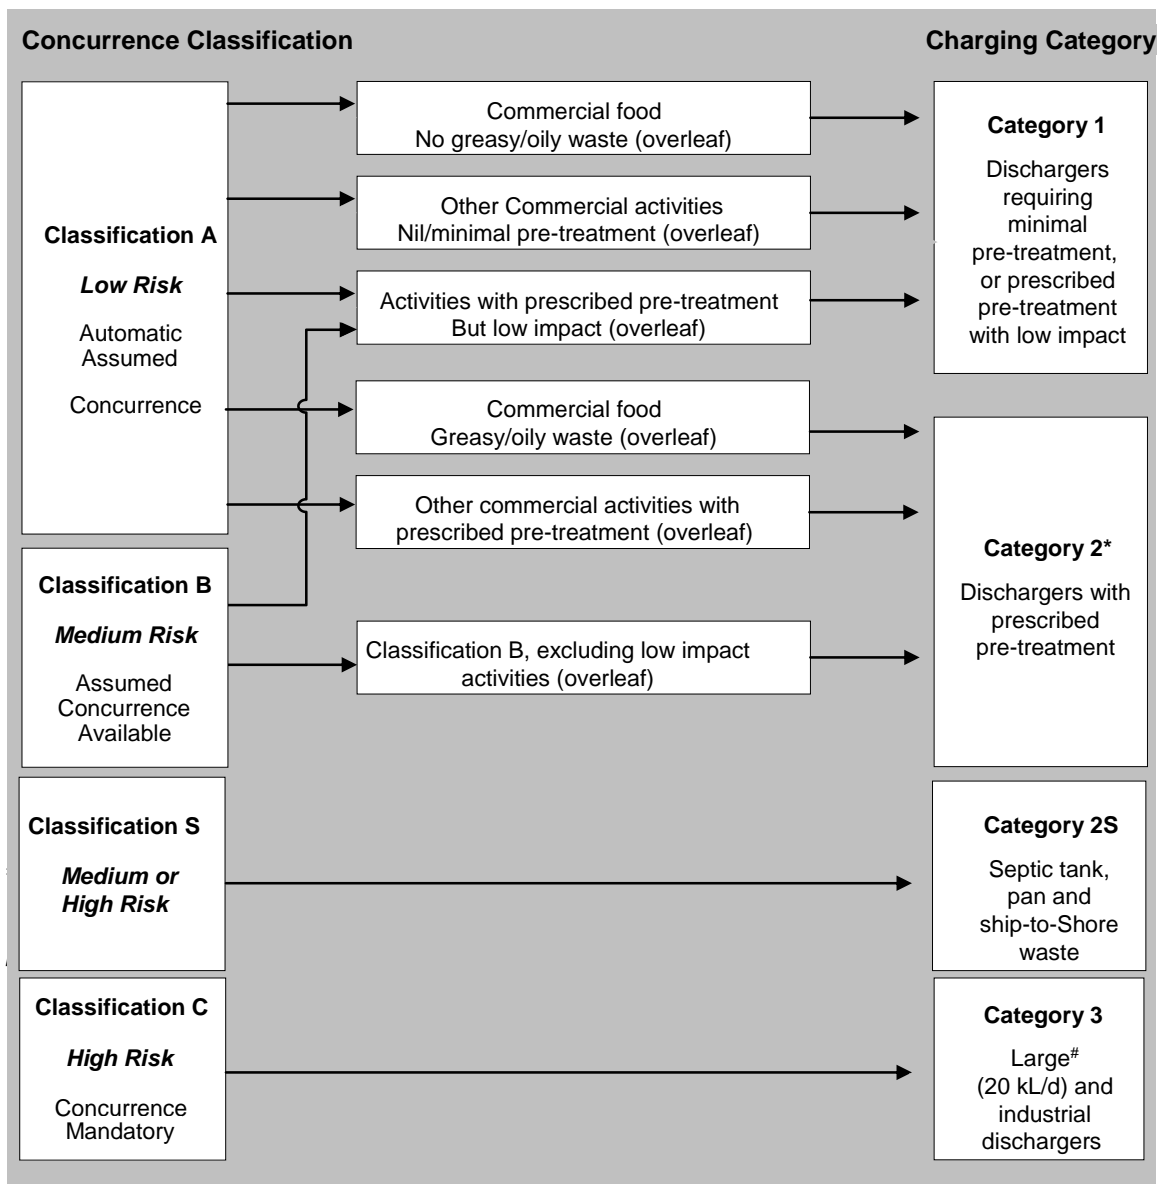 Concurrence Classification
Charging Category
Classification A
Low Risk
Automatic
Assumed
Concurrence
Commercial food
No greasy/oily waste (overleaf)
Other Commercial activities
Nil/minimal pre-treatment (overleaf)
Activities with prescribed pre-treatment
But low impact (overleaf)
Commercial food
Greasy/oily waste (overleaf)
Other commercial activities with
prescribed pre-treatment (overleaf)
Category 1
Dischargers
requiring
minimal
pre-treatment,
or prescribed
pre-treatment
with low impact
Classification B
Medium Risk
Assumed
Concurrence
Available
Classification B, excluding low impact
activities (overleaf)
Category 2*
Dischargers with
prescribed
pre-treatment
Classification S
Medium or
High Risk
Category 2S
Septic tank,
pan and
ship-to-Shore
waste
Classification C
High Risk
Concurrence
Mandatory
Category 3
Large#
(20 kL/d) and
industrial
dischargers